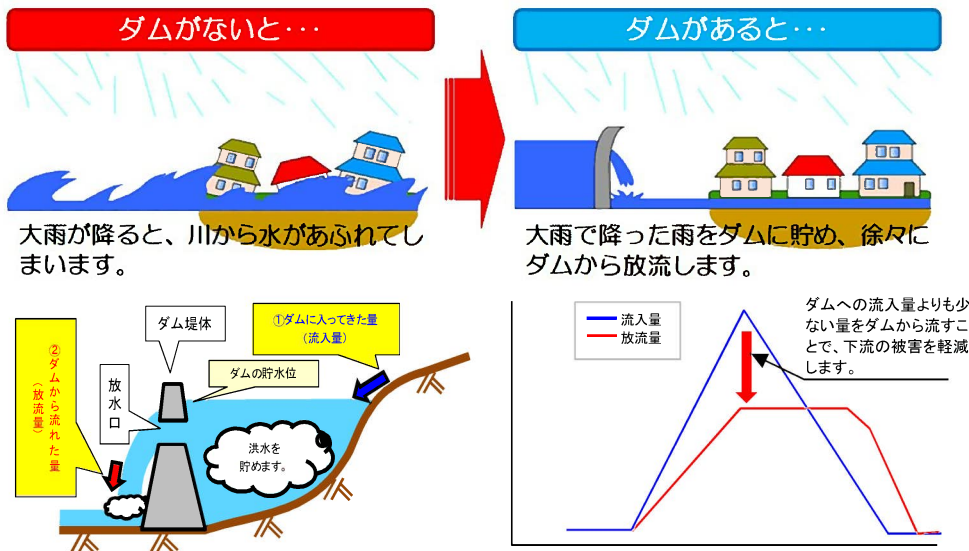 ダムがないと･･･
ダムがあると･･･
大雨が降ると、川から水があふれてし
まいます。
大雨で降った雨をダムに貯め、徐々に
ダムから放流します。
②ダムから流れた量
（放流量）
放水口
ダム堤体
①ダムに入ってきた量
（流入量）
ダムの貯水位
洪水を
貯めます。
流入量
放流量
ダムへの流入量よりも少
ない量をダムから流すこ
とで、下流の被害を軽減
します。